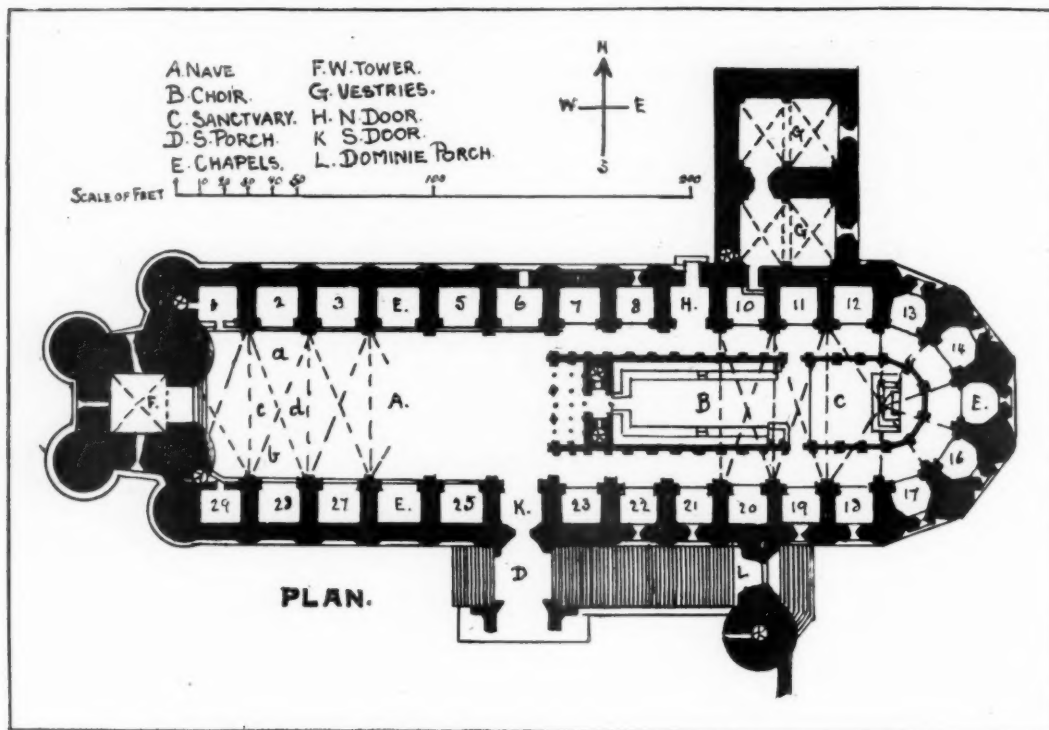 A. NAVE
B. CHOIR.
C. SANCTVARY.
D. S. PORCH.
E. CHAPELS.
F. W. TOWER.
G. VESTRIES.
H. N. DOOR.
K S. DOOR.
L. DOMINIE PORCH.
N
W E
S
SCALE OF FEET 0 10 20 30 40 50 100 200
G
G
1 2 3 E. 5 6 7 8 H. 10 11 12 13
14
a
F. c d A. B C E.
b
16
29 28 27 E. 25 K. 23 22 21 20 19 18 17
D L
PLAN.